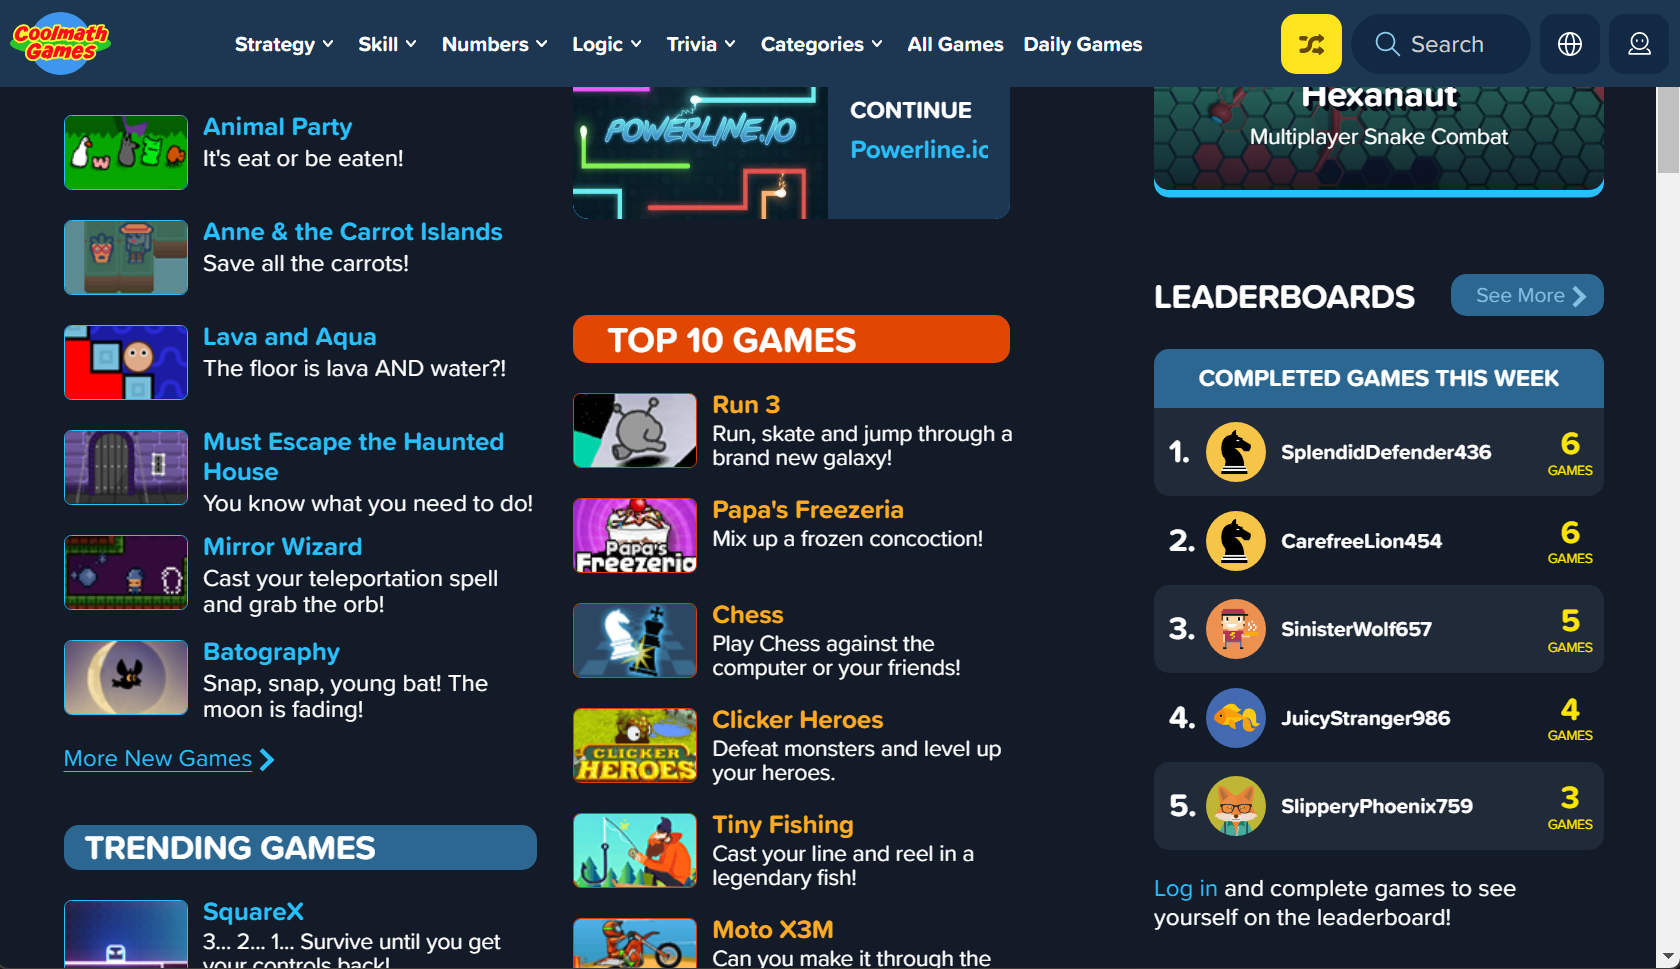 Coolmath
Games
Strategy
Skill
Numbers
Logic
Trivia
Categories
All Games
Daily Games
Search
Animal Party
It's eat or be eaten!
Anne & the Carrot Islands
Save all the carrots!
Lava and Aqua
The floor is lava AND water?!
Must Escape the Haunted
House
You know what you need to do!
Mirror Wizard
Cast your teleportation spell
and grab the orb!
Batography
Snap, snap, young bat! The
moon is fading!
More New Games
TRENDING GAMES
SquareX
3... 2... 1... Survive until you get
your controls back!
POWERLINE.IO
CONTINUE
Powerline.io
TOP 10 GAMES
Run 3
Run, skate and jump through a
brand new galaxy!
Papa's
Freezeria
Papa's Freezeria
Mix up a frozen concoction!
Chess
Play Chess against the
computer or your friends!
CLICKER
HEROES
Clicker Heroes
Defeat monsters and level up
your heroes.
Tiny Fishing
Cast your line and reel in a
legendary fish!
Moto X3M
Can you make it through the
Hexanaut
Multiplayer Snake Combat
LEADERBOARDS
See More
COMPLETED GAMES THIS WEEK
1. SplendidDefender436 6 GAMES
2. CarefreeLion454 6 GAMES
3. SinisterWolf657 5 GAMES
4. JuicyStranger986 4 GAMES
5. SlipperyPhoenix759 3 GAMES
Log in and complete games to see
yourself on the leaderboard!